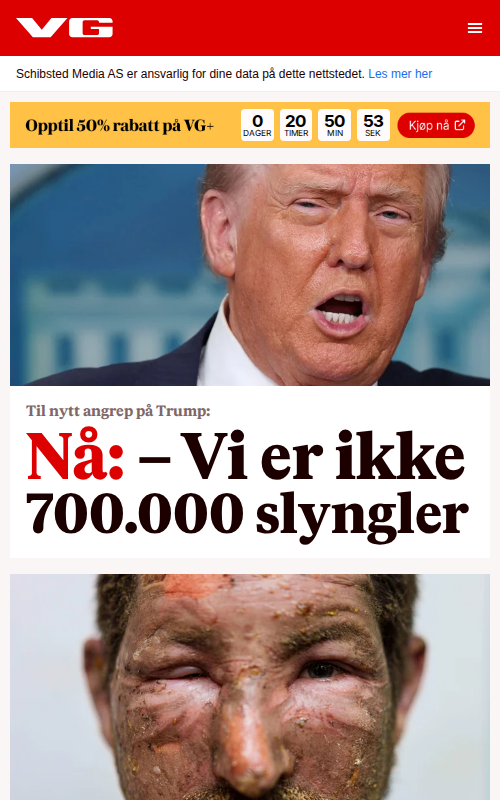 VG
Schibsted Media AS er ansvarlig for dine data på dette nettstedet. Les mer her
Opptil 50% rabatt på VG+
0 20 50 53
DAGER TIMER MIN SEK
Kjøp nå
Til nytt angrep på Trump:
Nå: – Vi er ikke
700.000 slyngler